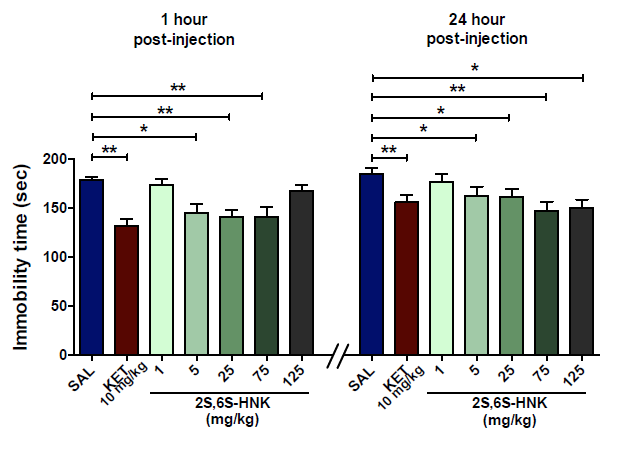 1 hour
post-injection
24 hour
post-injection
*
**
**
**
*
*
*
**
**
Immobility time (sec)
200
150
100
50
0
SAL
KET
10 mg/kg
1
5
25
75
125
SAL
KET
10 mg/kg
1
5
25
75
125
2S,6S-HNK
(mg/kg)
2S,6S-HNK
(mg/kg)